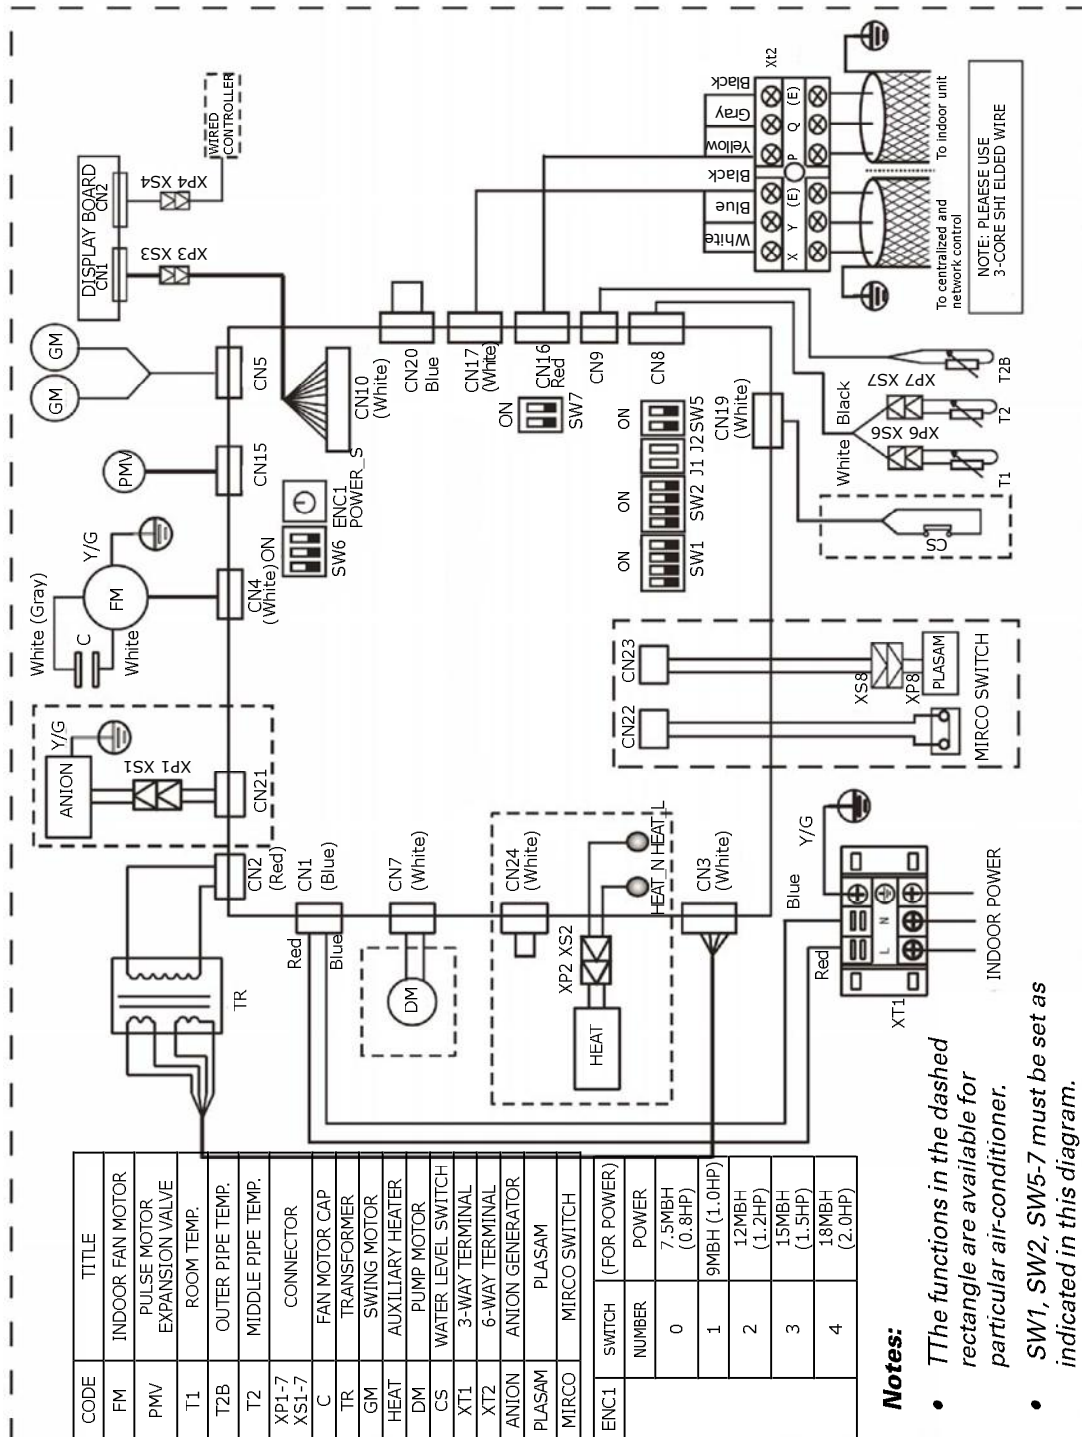 DISPLAY BOARD
CN1
CN2
XP3 XS3
XP4 XS4
WIRED
CONTROLLER
GM
GM
CN5
PMV
CN15
White (Gray)
C
White
FM
Y/G
CN4
(White)
Y/G
ANION
XP1 XS1
CN21
TR
CN2
(Red)
CN1
(Blue)
Red
Blue
CN7
(White)
DM
CN24
(White)
XP2 XS2
HEAT
HEAT_N HEAT_L
CN3
(White)
ON
SW6
ENC1
POWER_S
CN10
(White)
CN20
Blue
CN17
(White)
CN16
Red
CN9
CN8
ON
SW7
ON
SW1
ON
SW2
J1 J2
ON
SW5
CN19
(White)
Black
Gray
Yellow
Black
Blue
White
Xt2
X Y (E) P Q (E)
To indoor unit
To centralized and
network control
NOTE: PLEAESE USE
3-CORE SHI ELDED WIRE
White
Black
XP6 XS6
XP7 XS7
T1
T2
T2B
CS
CN22
CN23
XS8
XP8
PLASAM
MIRCO SWITCH
Red
Blue
Y/G
L N
XT1
INDOOR POWER
CODE TITLE
FM INDOOR FAN MOTOR
PMV PULSE MOTOR
EXPANSION VALVE
T1 ROOM TEMP.
T2B OUTER PIPE TEMP.
T2 MIDDLE PIPE TEMP.
XP1-7
XS1-7 CONNECTOR
C FAN MOTOR CAP
TR TRANSFORMER
GM SWING MOTOR
HEAT AUXILIARY HEATER
DM PUMP MOTOR
CS WATER LEVEL SWITCH
XT1 3-WAY TERMINAL
XT2 6-WAY TERMINAL
ANION ANION GENERATOR
PLASAM PLASAM
MIRCO MIRCO SWITCH
ENC1 SWITCH (FOR POWER)
NUMBER POWER
0 7.5MBH
(0.8HP)
1 9MBH (1.0HP)
2 12MBH
(1.2HP)
3 15MBH
(1.5HP)
4 18MBH
(2.0HP)
Notes:
• TThe functions in the dashed
rectangle are available for
particular air-conditioner.
• SW1, SW2, SW5-7 must be set as
indicated in this diagram.